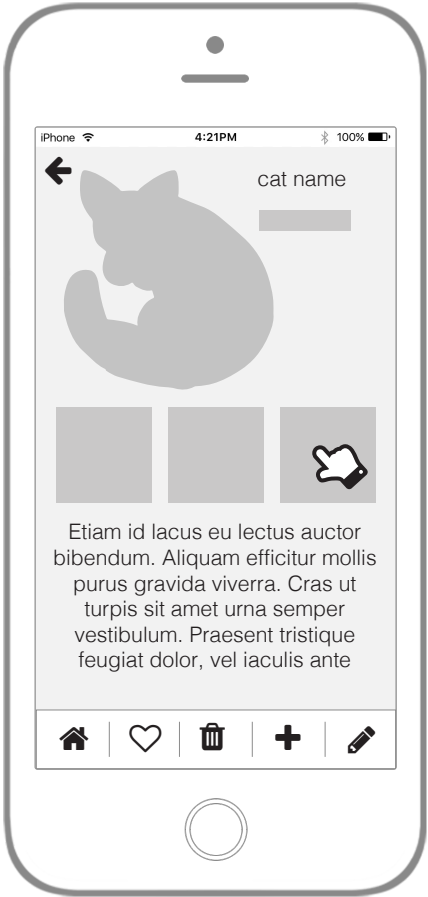 iPhone 4:21PM 100%
cat name
Etiam id lacus eu lectus auctor
bibendum. Aliquam efficitur mollis
purus gravida viverra. Cras ut
turpis sit amet urna semper
vestibulum. Praesent tristique
feugiat dolor, vel iaculis ante